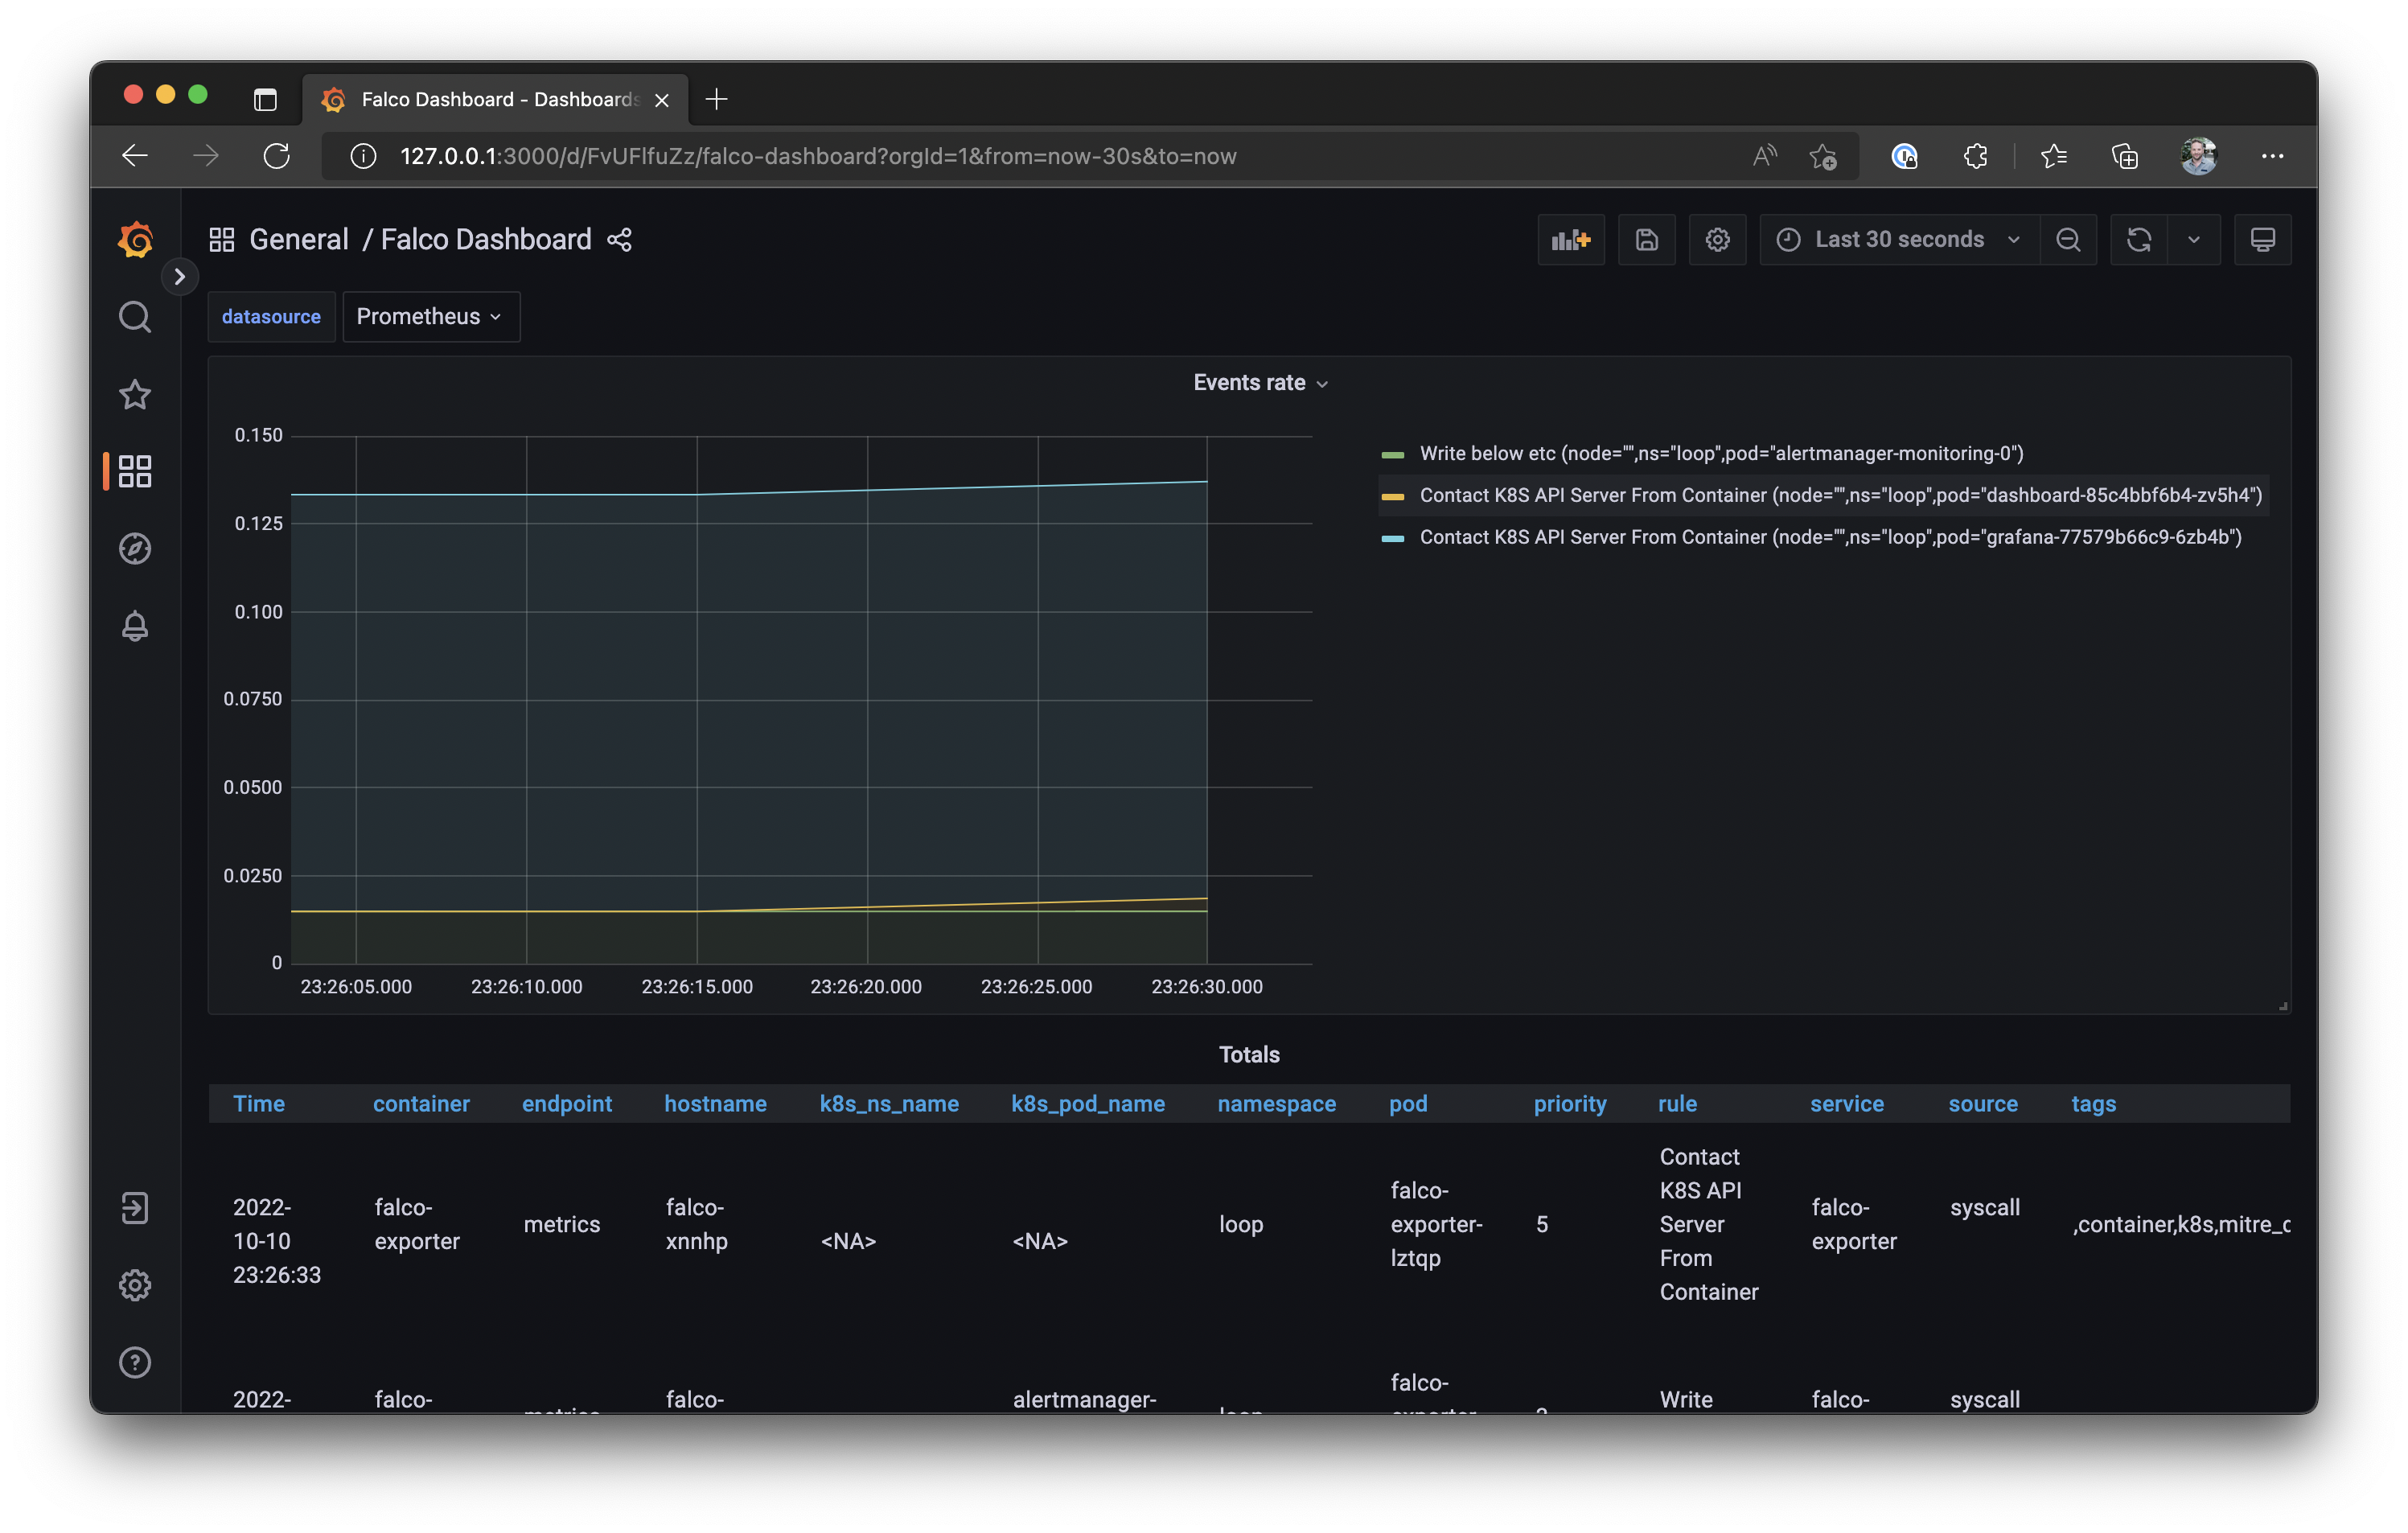 Falco Dashboard - Dashboards
127.0.0.1:3000/d/FvUFlfuZz/falco-dashboard?orgId=1&from=now-30s&to=now
General / Falco Dashboard
Last 30 seconds
datasource
Prometheus
Events rate
0.150
0.125
0.100
0.0750
0.0500
0.0250
0
23:26:05.000 23:26:10.000 23:26:15.000 23:26:20.000 23:26:25.000 23:26:30.000
Write below etc (node="",ns="loop",pod="alertmanager-monitoring-0")
Contact K8S API Server From Container (node="",ns="loop",pod="dashboard-85c4bbf6b4-zv5h4")
Contact K8S API Server From Container (node="",ns="loop",pod="grafana-77579b66c9-6zb4b")
Totals
Time container endpoint hostname k8s_ns_name k8s_pod_name namespace pod priority rule service source tags
2022-
10-10
23:26:33
falco-
exporter
metrics
falco-
xnnhp
<NA>
<NA>
loop
falco-
exporter-
lztqp
5
Contact
K8S API
Server
From
Container
falco-
exporter
syscall
,container,k8s,mitre_d
2022-
falco-
metrics
falco-
alertmanager-
loop
falco-
exporter-
Write
falco-
syscall